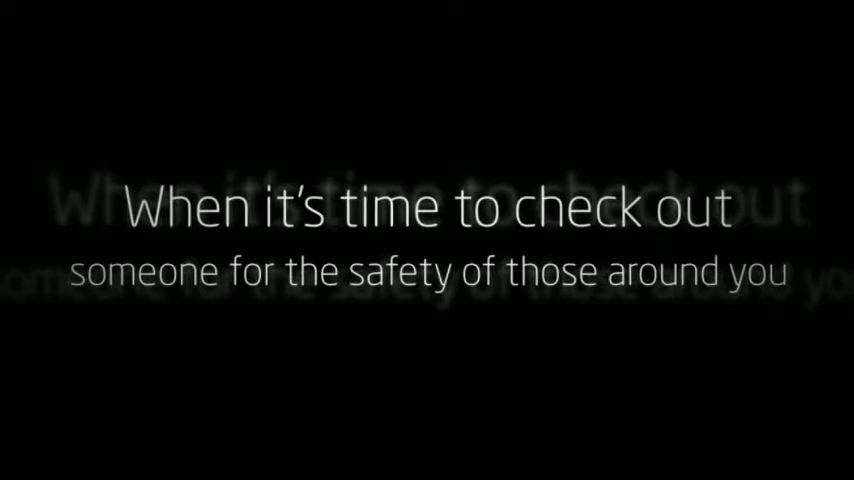 When it's time to check out
someone for the safety of those around you